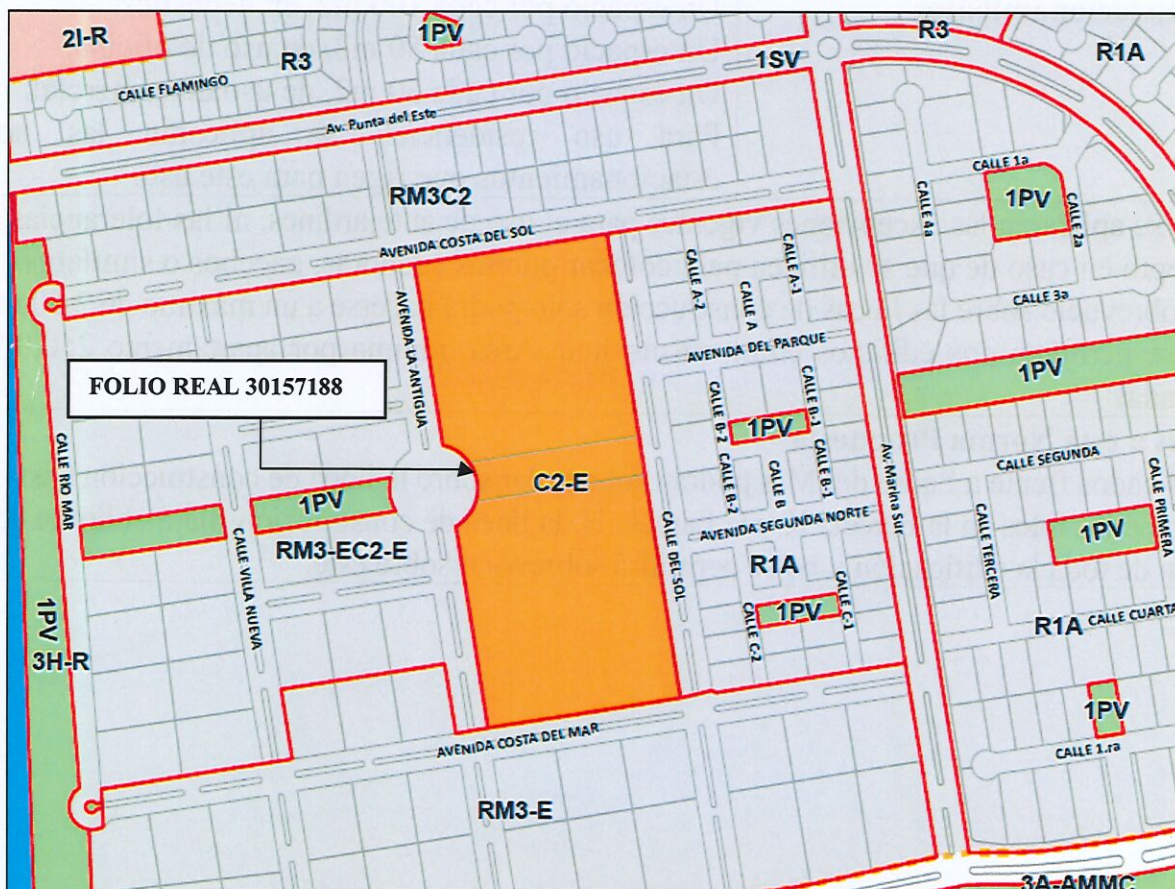 2I-R
R3
1PV
R3
R1A
1SV
CALLE FLAMINGO
Av. Punta del Este
CALLE 1a
1PV
CALLE 2a
CALLE 4a
RM3C2
AVENIDA COSTA DEL SOL
CALLE A-2
CALLE A
CALLE A-1
CALLE 3a
AVENIDA LA ANTIGUA
AVENIDA DEL PARQUE
1PV
FOLIO REAL 30157188
CALLE B-2
CALLE B-1
1PV
CALLE RIO MAR
CALLE SEGUNDA
C2-E
CALLE B-2
CALLE B
CALLE B-1
Av. Marina Sur
1PV
1PV
AVENIDA SEGUNDA NORTE
CALLE PRIMERA
RM3-EC2-E
CALLE VILA NUEVA
CALLE DEL SOL
R1A
CALLE TERCERA
1PV
CALLE C-1
1PV
3H-R
CALLE C-2
R1A
CALLE CUARTA
1PV
AVENIDA COSTA DEL MAR
CALLE 1.ra
RM3-E
3A-AMMC